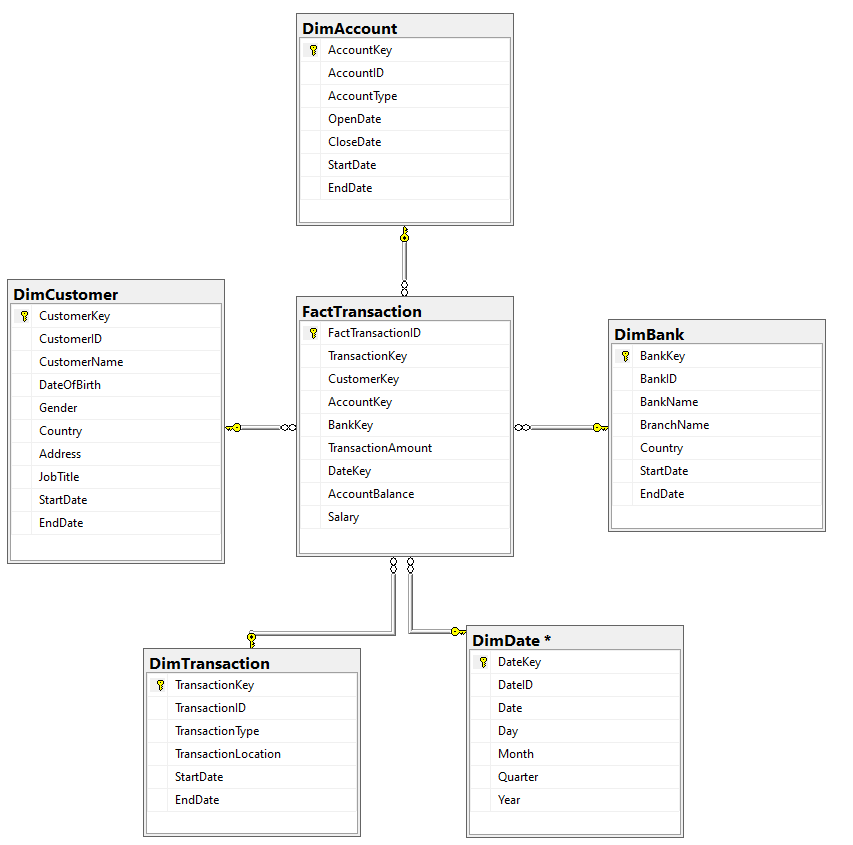 DimAccount
AccountKey
AccountID
AccountType
OpenDate
CloseDate
StartDate
EndDate
DimCustomer
CustomerKey
CustomerID
CustomerName
DateOfBirth
Gender
Country
Address
JobTitle
StartDate
EndDate
FactTransaction
FactTransactionID
TransactionKey
CustomerKey
AccountKey
BankKey
TransactionAmount
DateKey
AccountBalance
Salary
DimBank
BankKey
BankID
BankName
BranchName
Country
StartDate
EndDate
DimTransaction
TransactionKey
TransactionID
TransactionType
TransactionLocation
StartDate
EndDate
DimDate *
DateKey
DateID
Date
Day
Month
Quarter
Year